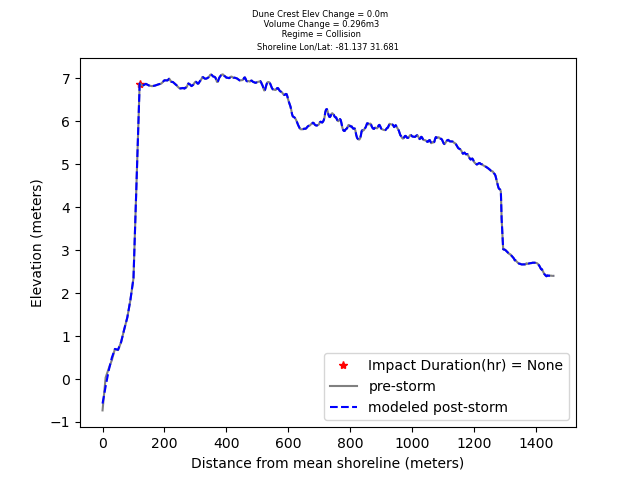 Dune Crest Elev Change = 0.0m
Volume Change = 0.296m3
Regime = Collision
Shoreline Lon/Lat: -81.137 31.681
7
6
5
4
3
2
1
0
−1
Elevation (meters)
Impact Duration(hr) = None
pre-storm
modeled post-storm
0 200 400 600 800 1000 1200 1400
Distance from mean shoreline (meters)